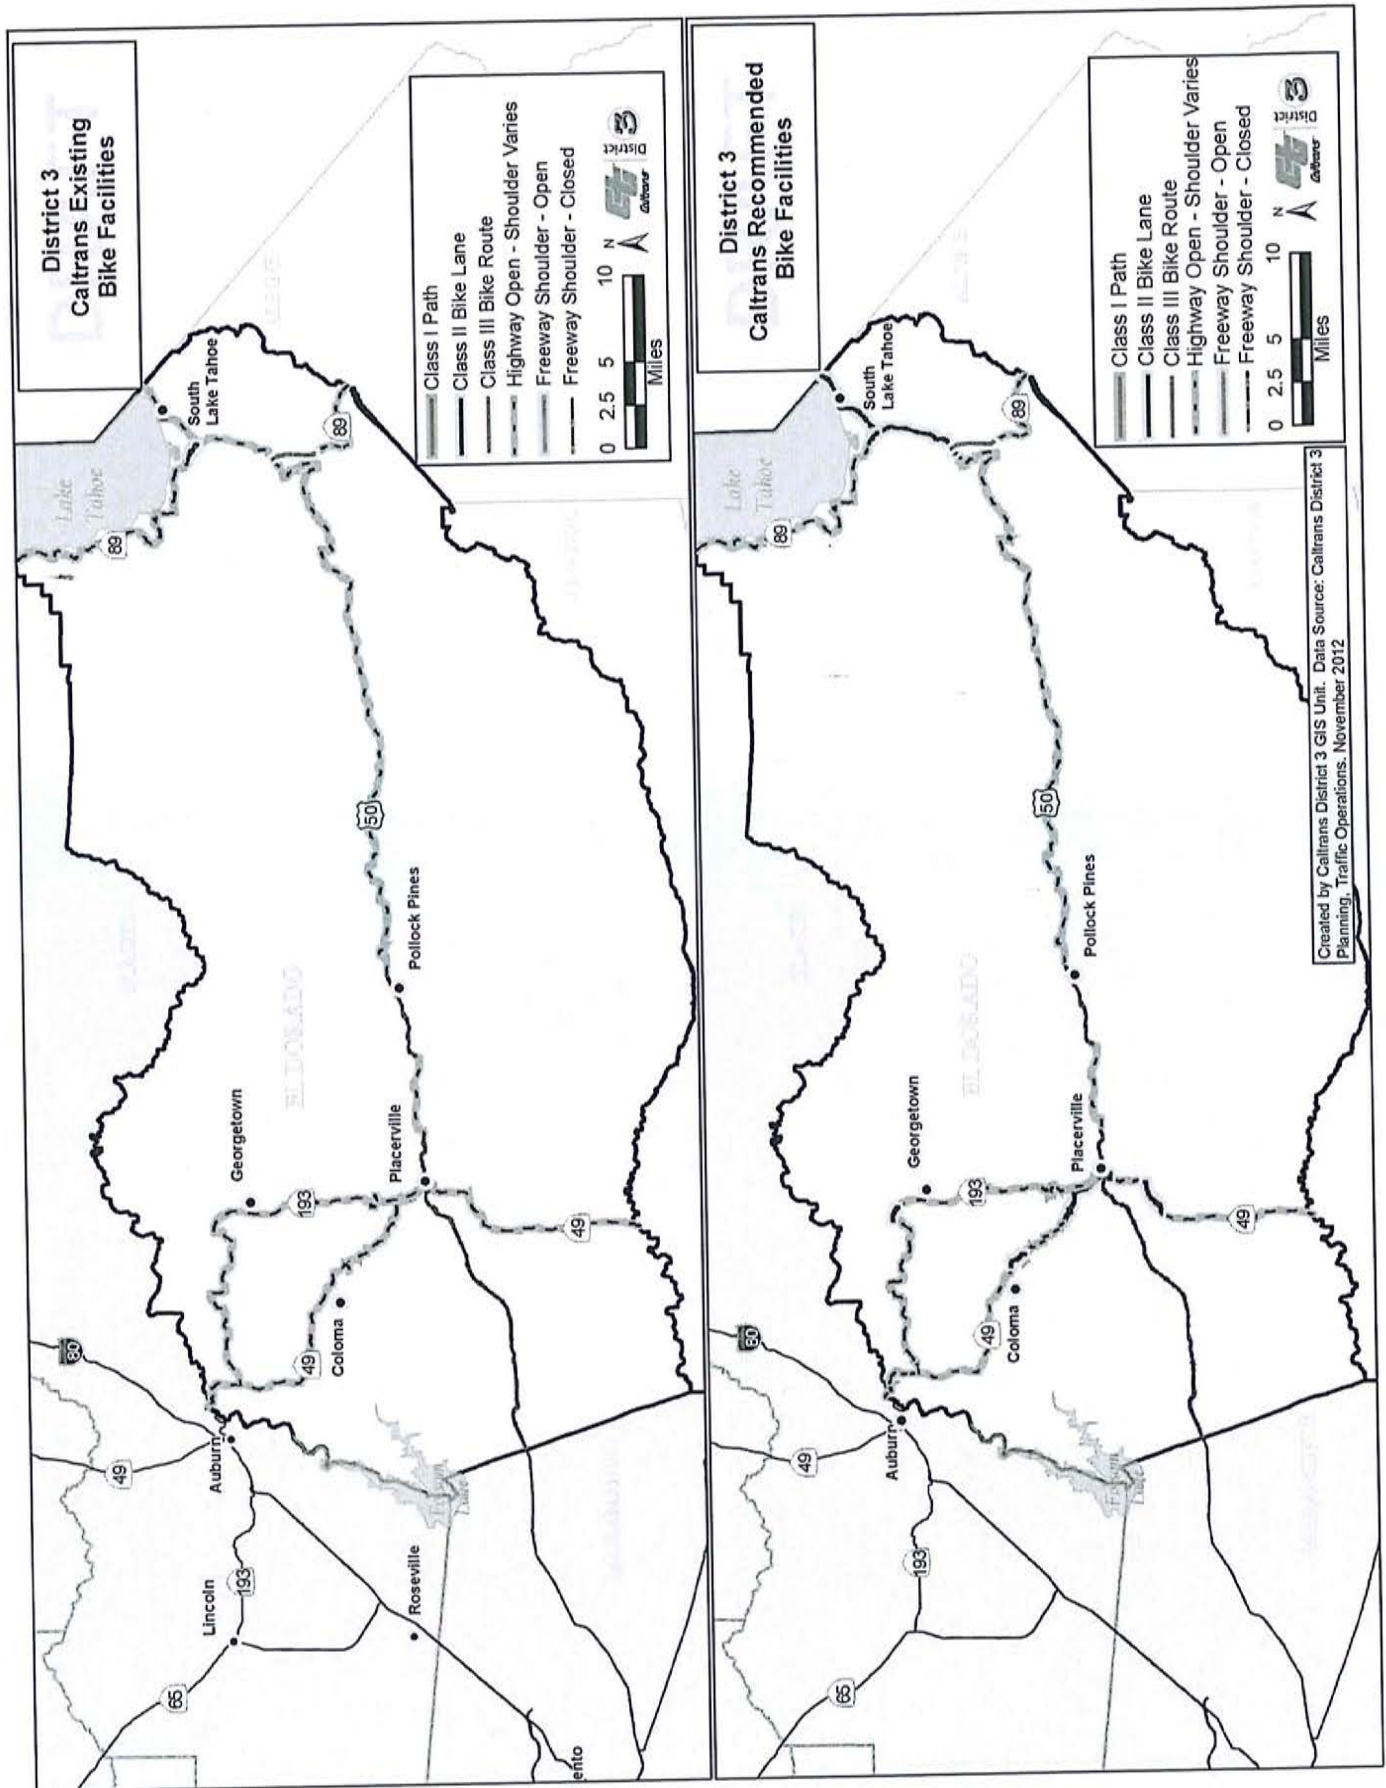 District 3
Caltrans Existing
Bike Facilities
Class I Path
Class II Bike Lane
Class III Bike Route
Highway Open - Shoulder Varies
Freeway Shoulder - Open
Freeway Shoulder - Closed
0 2.5 5 10
Miles
N
Caltrans
District 3
Lake
Tahoe
89
South
Lake Tahoe
89
50
Pollock Pines
EL DORADO
Georgetown
193
Placerville
49
Coloma
49
80
49
Auburn
Folsom
Lake
Lincoln
193
65
Roseville
ento
District 3
Caltrans Recommended
Bike Facilities
Class I Path
Class II Bike Lane
Class III Bike Route
Highway Open - Shoulder Varies
Freeway Shoulder - Open
Freeway Shoulder - Closed
0 2.5 5 10
Miles
N
Caltrans
District 3
Lake
Tahoe
89
South
Lake Tahoe
89
50
Pollock Pines
EL DORADO
Georgetown
193
Placerville
49
Coloma
49
80
49
Auburn
Folsom
Lake
193
65
Created by Caltrans District 3 GIS Unit. Data Source: Caltrans District 3
Planning, Traffic Operations. November 2012